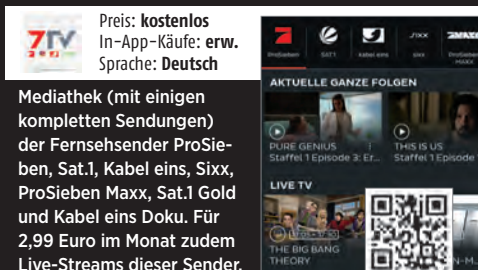 7TV
Preis: kostenlos
In-App-Käufe: erw.
Sprache: Deutsch
Mediathek (mit einigen
kompletten Sendungen)
der Fernsehsender ProSie-
ben, Sat.1, Kabel eins, Sixx,
ProSieben Maxx, Sat.1 Gold
und Kabel eins Doku. Für
2,99 Euro im Monat zudem
Live-Streams dieser Sender.
ProSieben SAT.1 kabel eins sixx ProSieben
MAXX
AKTUELLE GANZE FOLGEN
PURE GENIUS
Staffel 1 Episode 3: Er...
THIS IS US
Staffel 1 Episode
LIVE TV
THE BIG BANG
THEORY